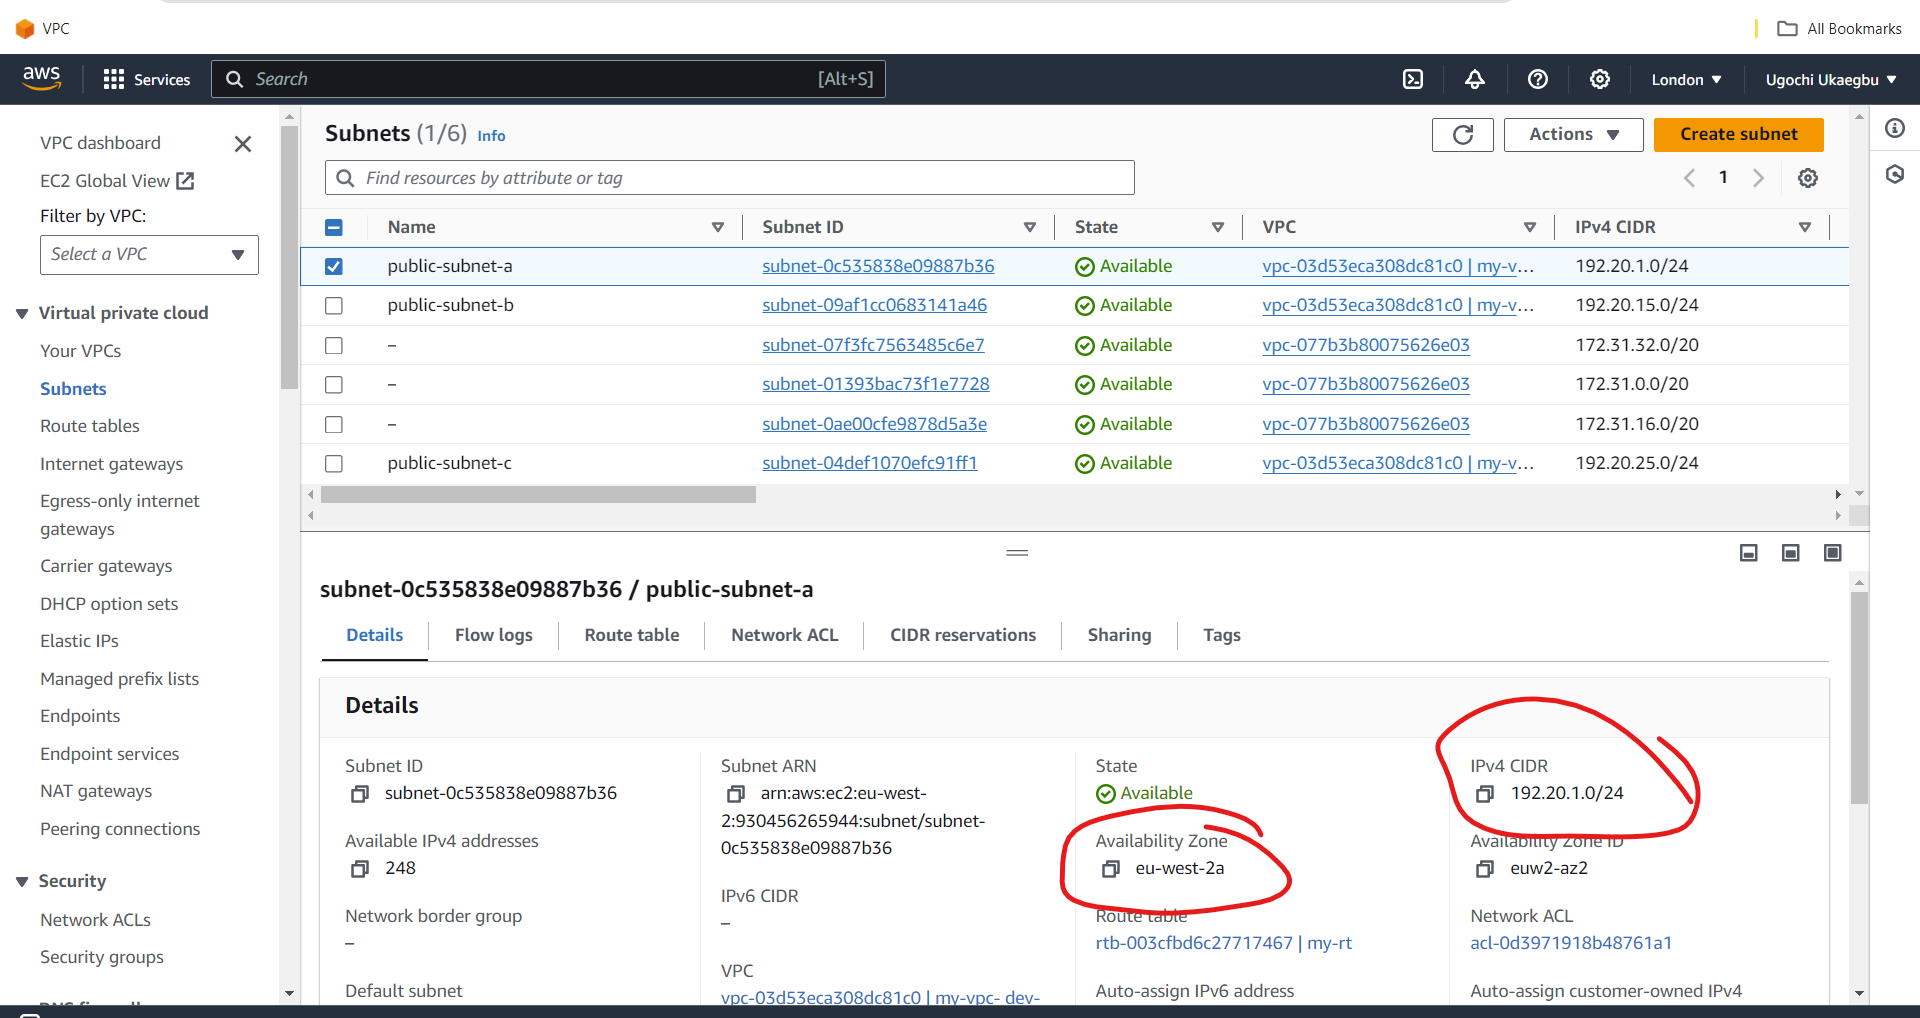 VPC
All Bookmarks
aws
Services
Search
[Alt+S]
London
Ugochi Ukaegbu
VPC dashboard
EC2 Global View
Filter by VPC:
Select a VPC
Virtual private cloud
Your VPCs
Subnets
Route tables
Internet gateways
Egress-only internet
gateways
Carrier gateways
DHCP option sets
Elastic IPs
Managed prefix lists
Endpoints
Endpoint services
NAT gateways
Peering connections
Security
Network ACLs
Security groups
Subnets (1/6) Info
Actions
Create subnet
Find resources by attribute or tag
1
Name Subnet ID State VPC IPv4 CIDR
public-subnet-a subnet-0c535838e09887b36 Available vpc-03d53eca308dc81c0 | my-v... 192.20.1.0/24
public-subnet-b subnet-09af1cc0683141a46 Available vpc-03d53eca308dc81c0 | my-v... 192.20.15.0/24
– subnet-07f3fc7563485c6e7 Available vpc-077b3b80075626e03 172.31.32.0/20
– subnet-01393bac73f1e7728 Available vpc-077b3b80075626e03 172.31.0.0/20
– subnet-0ae00cfe9878d5a3e Available vpc-077b3b80075626e03 172.31.16.0/20
public-subnet-c subnet-04def1070efc91ff1 Available vpc-03d53eca308dc81c0 | my-v... 192.20.25.0/24
subnet-0c535838e09887b36 / public-subnet-a
Details Flow logs Route table Network ACL CIDR reservations Sharing Tags
Details
Subnet ID
subnet-0c535838e09887b36
Available IPv4 addresses
248
Network border group
–
Default subnet
Subnet ARN
arn:aws:ec2:eu-west-
2:930456265944:subnet/subnet-
0c535838e09887b36
IPv6 CIDR
–
VPC
vpc-03d53eca308dc81c0 | my-vpc- dev-
State
Available
Availability Zone
eu-west-2a
Route table
rtb-003cfbd6c27717467 | my-rt
Auto-assign IPv6 address
IPv4 CIDR
192.20.1.0/24
Availability Zone ID
euw2-az2
Network ACL
acl-0d3971918b48761a1
Auto-assign customer-owned IPv4